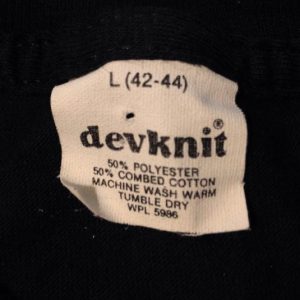 L (42-44)
devknit
50% POLYESTER
50% COMBED COTTON
MACHINE WASH WARM
TUMBLE DRY
WPL 5986